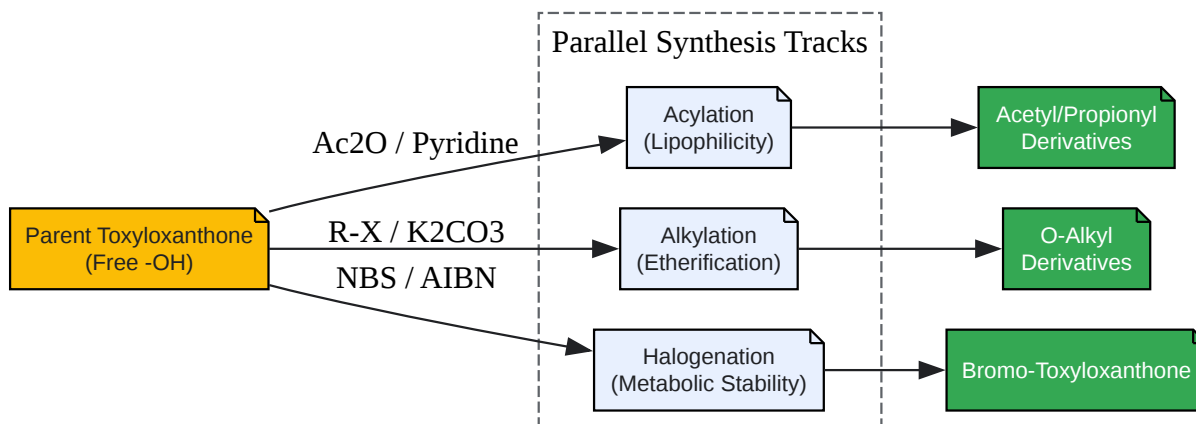 Parallel Synthesis Tracks
Ac2O / Pyridine
Acylation
(Lipophilicity)
Acetyl/Propionyl
Derivatives
Parent Toxyloxanthone
(Free -OH)
R-X / K2CO3
Alkylation
(Etherification)
O-Alkyl
Derivatives
NBS / AIBN
Halogenation
(Metabolic Stability)
Bromo-Toxyloxanthone